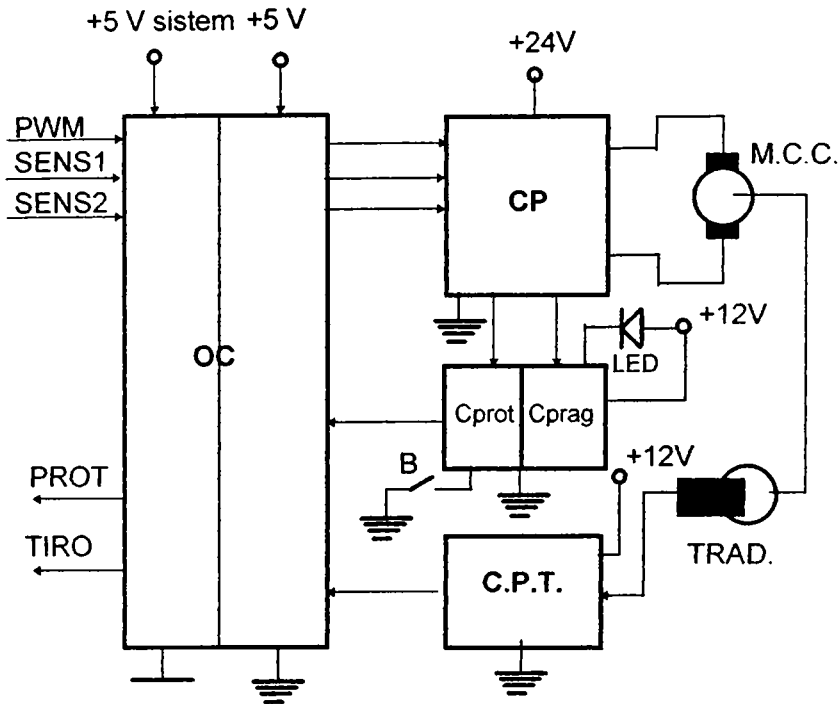 +5 V sistem
+5 V
+24V
PWM
SENS1
SENS2
CP
M.C.C.
+12V
LED
OC
Cprot
Cprag
B
+12V
PROT
TIRO
TRAD.
C.P.T.